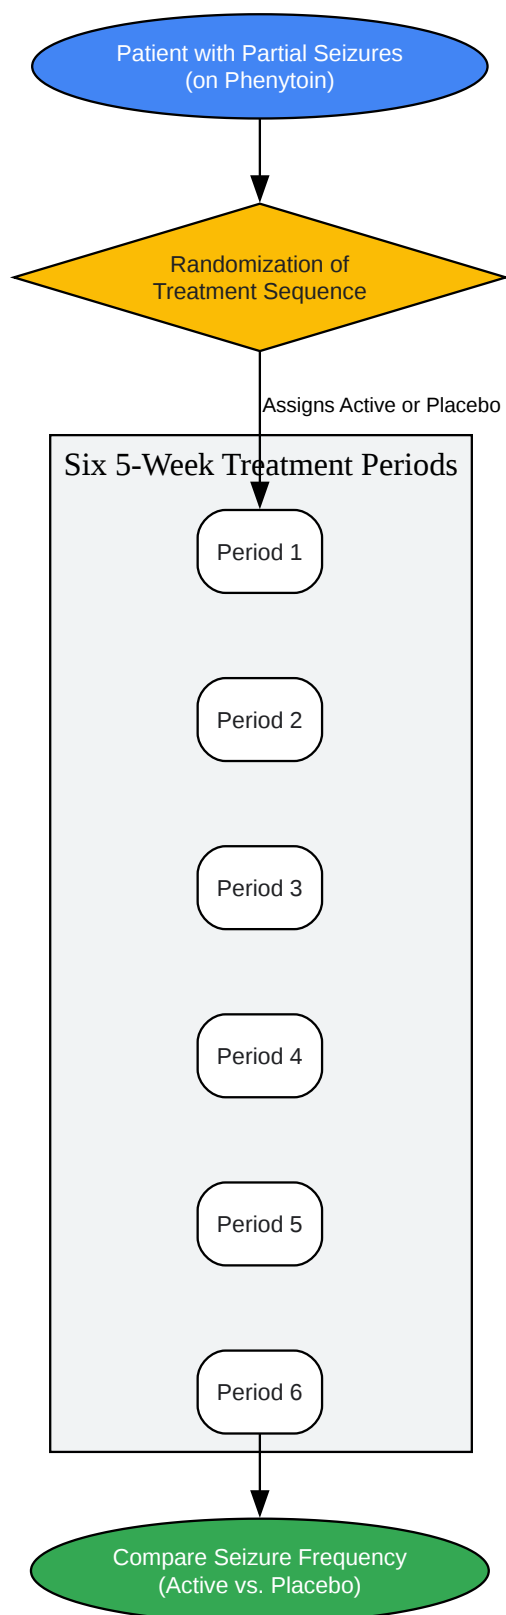 Patient with Partial Seizures
(on Phenytoin)
Randomization of
Treatment Sequence
Assigns Active or Placebo
Six 5-Week Treatment Periods
Period 1
Period 2
Period 3
Period 4
Period 5
Period 6
Compare Seizure Frequency
(Active vs. Placebo)